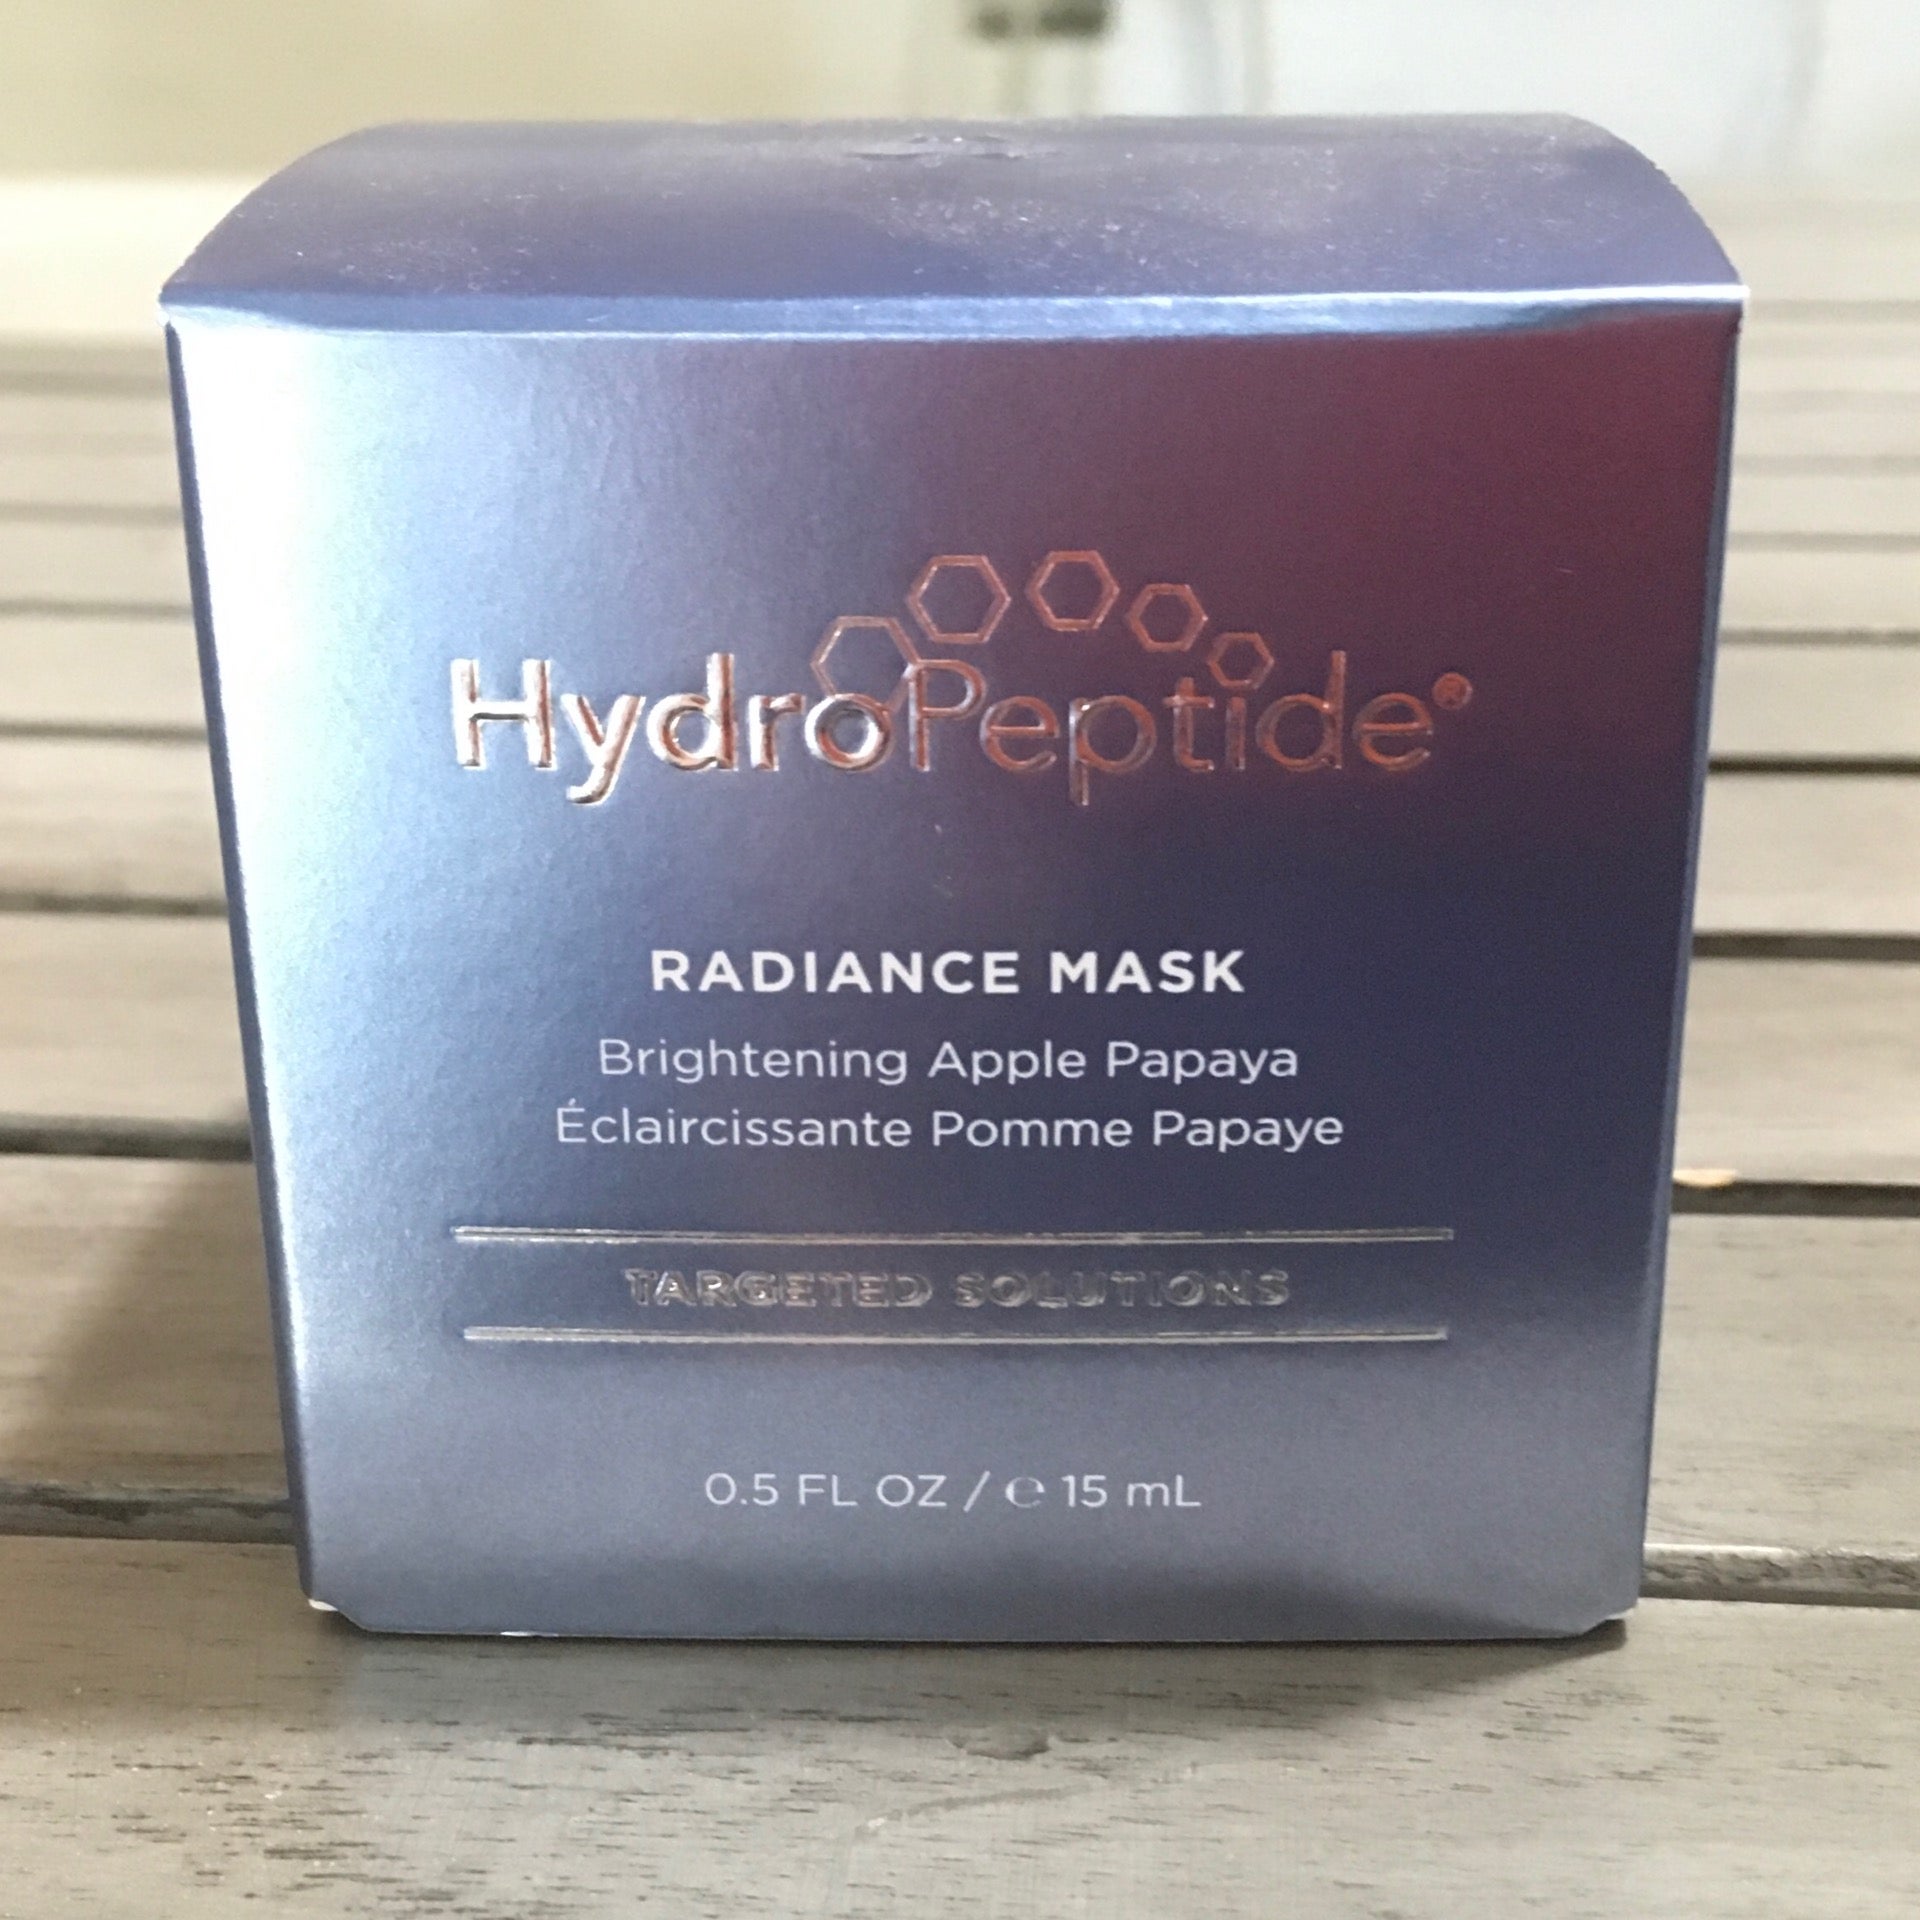 HydroPeptide®
RADIANCE MASK
Brightening Apple Papaya
Éclaircissante Pomme Papaye
TARGETED SOLUTIONS
0.5 FL OZ / ℮ 15 mL